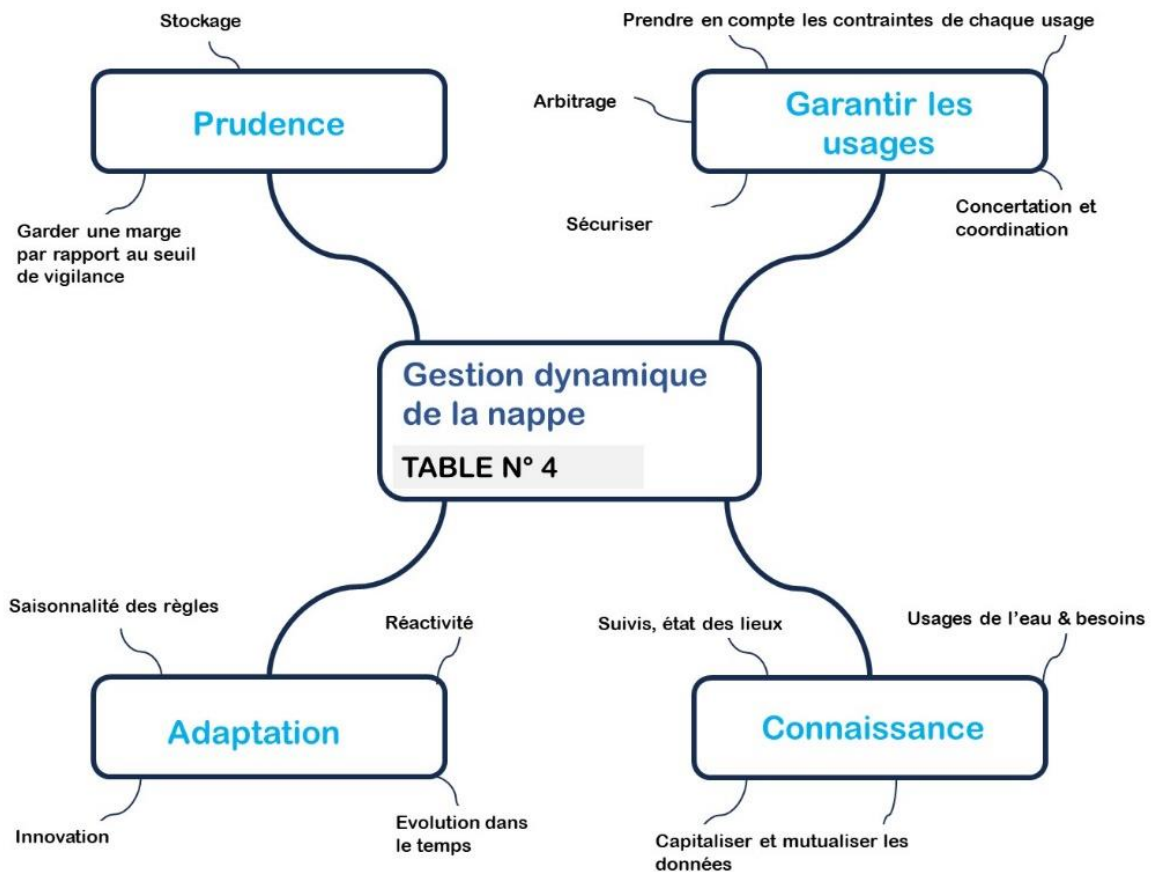 Stockage
Prudence
Garder une marge
par rapport au seuil
de vigilance
Prendre en compte les contraintes de chaque usage
Arbitrage
Garantir les
usages
Sécuriser
Concertation et
coordination
Gestion dynamique
de la nappe
TABLE N° 4
Saisonnalité des règles
Réactivité
Adaptation
Innovation
Evolution dans
le temps
Suivis, état des lieux
Usages de l'eau & besoins
Connaissance
Capitaliser et mutualiser les
données